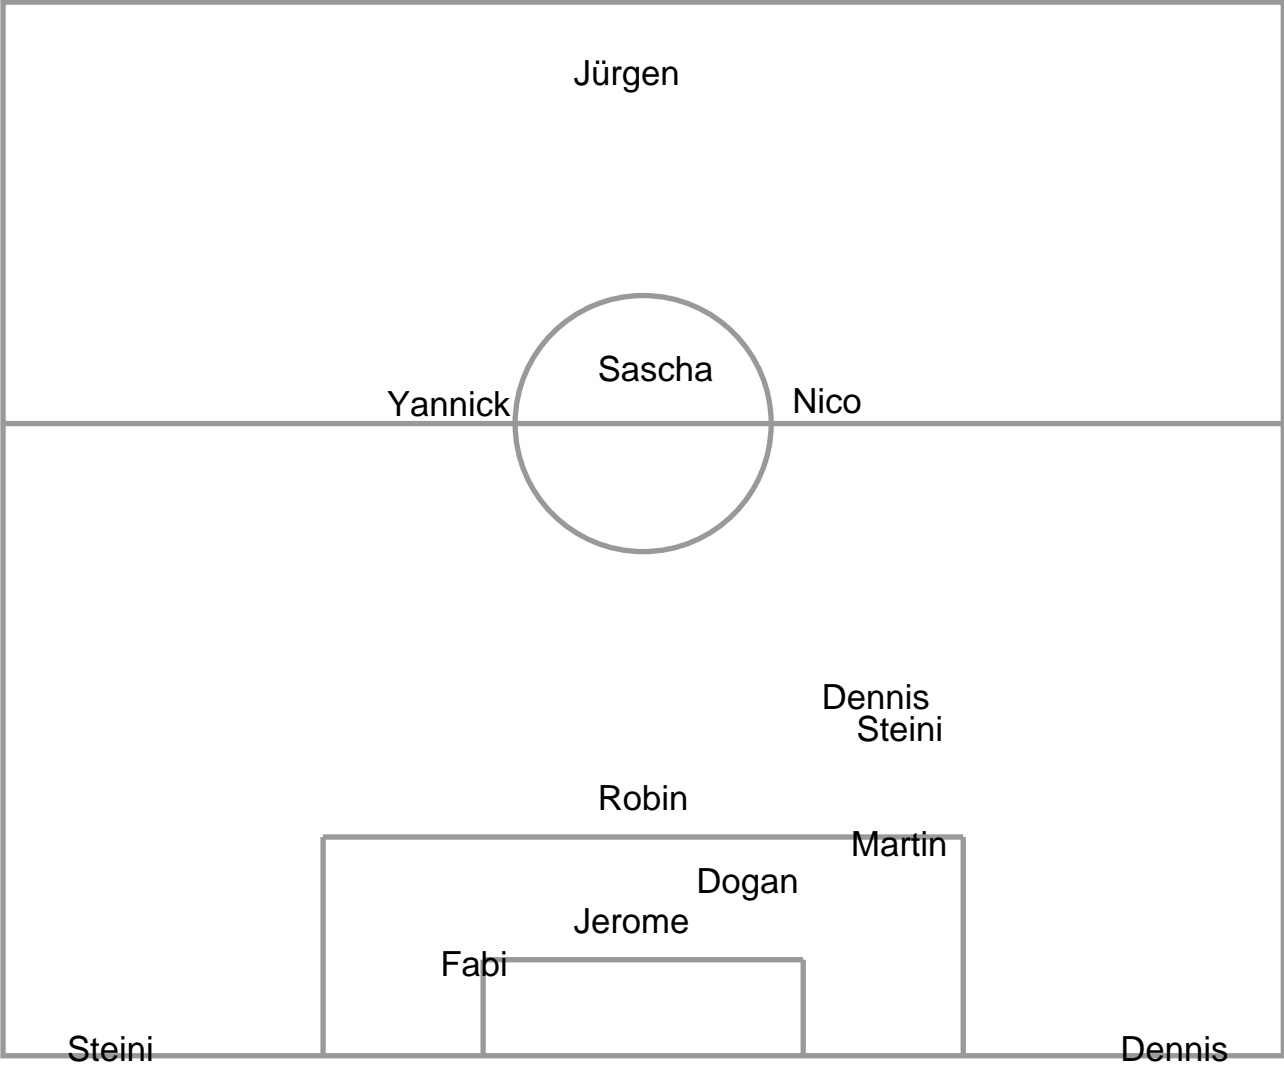 Jürgen
Sascha
Yannick
Nico
Dennis
Steini
Robin
Martin
Dogan
Jerome
Fabi
Steini
Dennis